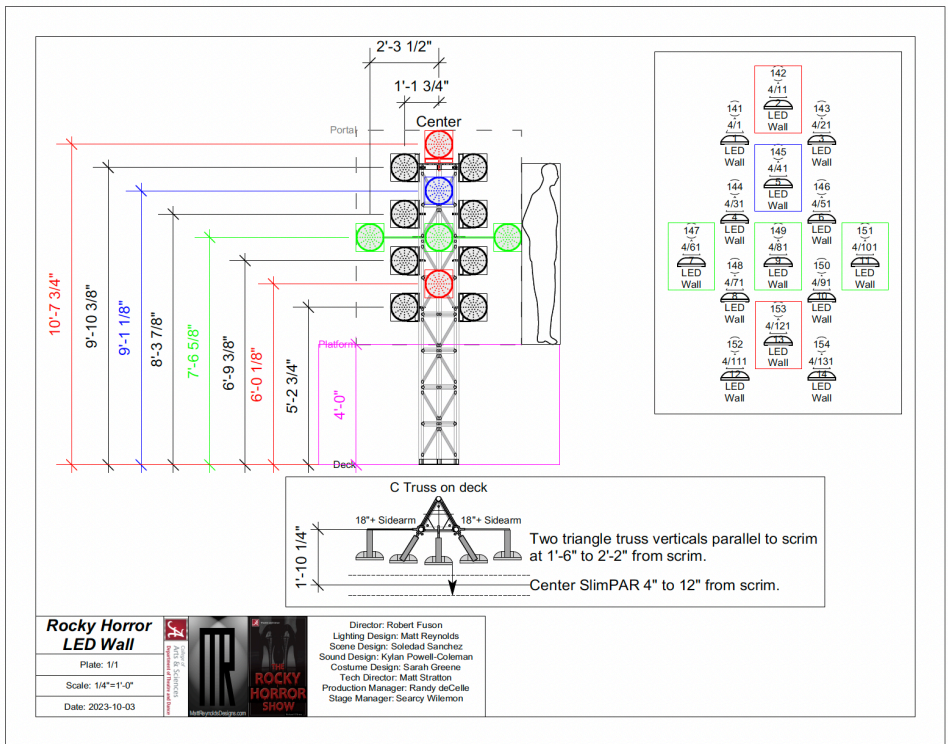 2'-3 1/2"
1'-1 3/4"
Center
Portal
10'-7 3/4"
9'-10 3/8"
9'-1 1/8"
8'-3 7/8"
7'-6 5/8"
6'-9 3/8"
6'-0 1/8"
5'-2 3/4"
Platform
4'-0"
Deck
142
4/11
2
LED
Wall
141
4/1
1
LED
Wall
143
4/21
3
LED
Wall
145
4/41
5
LED
Wall
144
4/31
4
LED
Wall
146
4/51
6
LED
Wall
147
4/61
7
LED
Wall
149
4/81
9
LED
Wall
151
4/101
11
LED
Wall
148
4/71
8
LED
Wall
150
4/91
10
LED
Wall
153
4/121
13
LED
Wall
152
4/111
12
LED
Wall
154
4/131
14
LED
Wall
C Truss on deck
18"+ Sidearm
18"+ Sidearm
1'-10 1/4"
Two triangle truss verticals parallel to scrim
at 1'-6" to 2'-2" from scrim.
Center SlimPAR 4" to 12" from scrim.
Rocky Horror
LED Wall
Plate: 1/1
Scale: 1/4"=1'-0"
Date: 2023-10-03
College of
Arts & Sciences
Department of Theatre and Dance
MattReynoldsDesigns.com
THE
ROCKY
HORROR
SHOW
Director: Robert Fuson
Lighting Design: Matt Reynolds
Scene Design: Soledad Sanchez
Sound Design: Kylan Powell-Coleman
Costume Design: Sarah Greene
Tech Director: Matt Stratton
Production Manager: Randy deCelle
Stage Manager: Searcy Wilemon